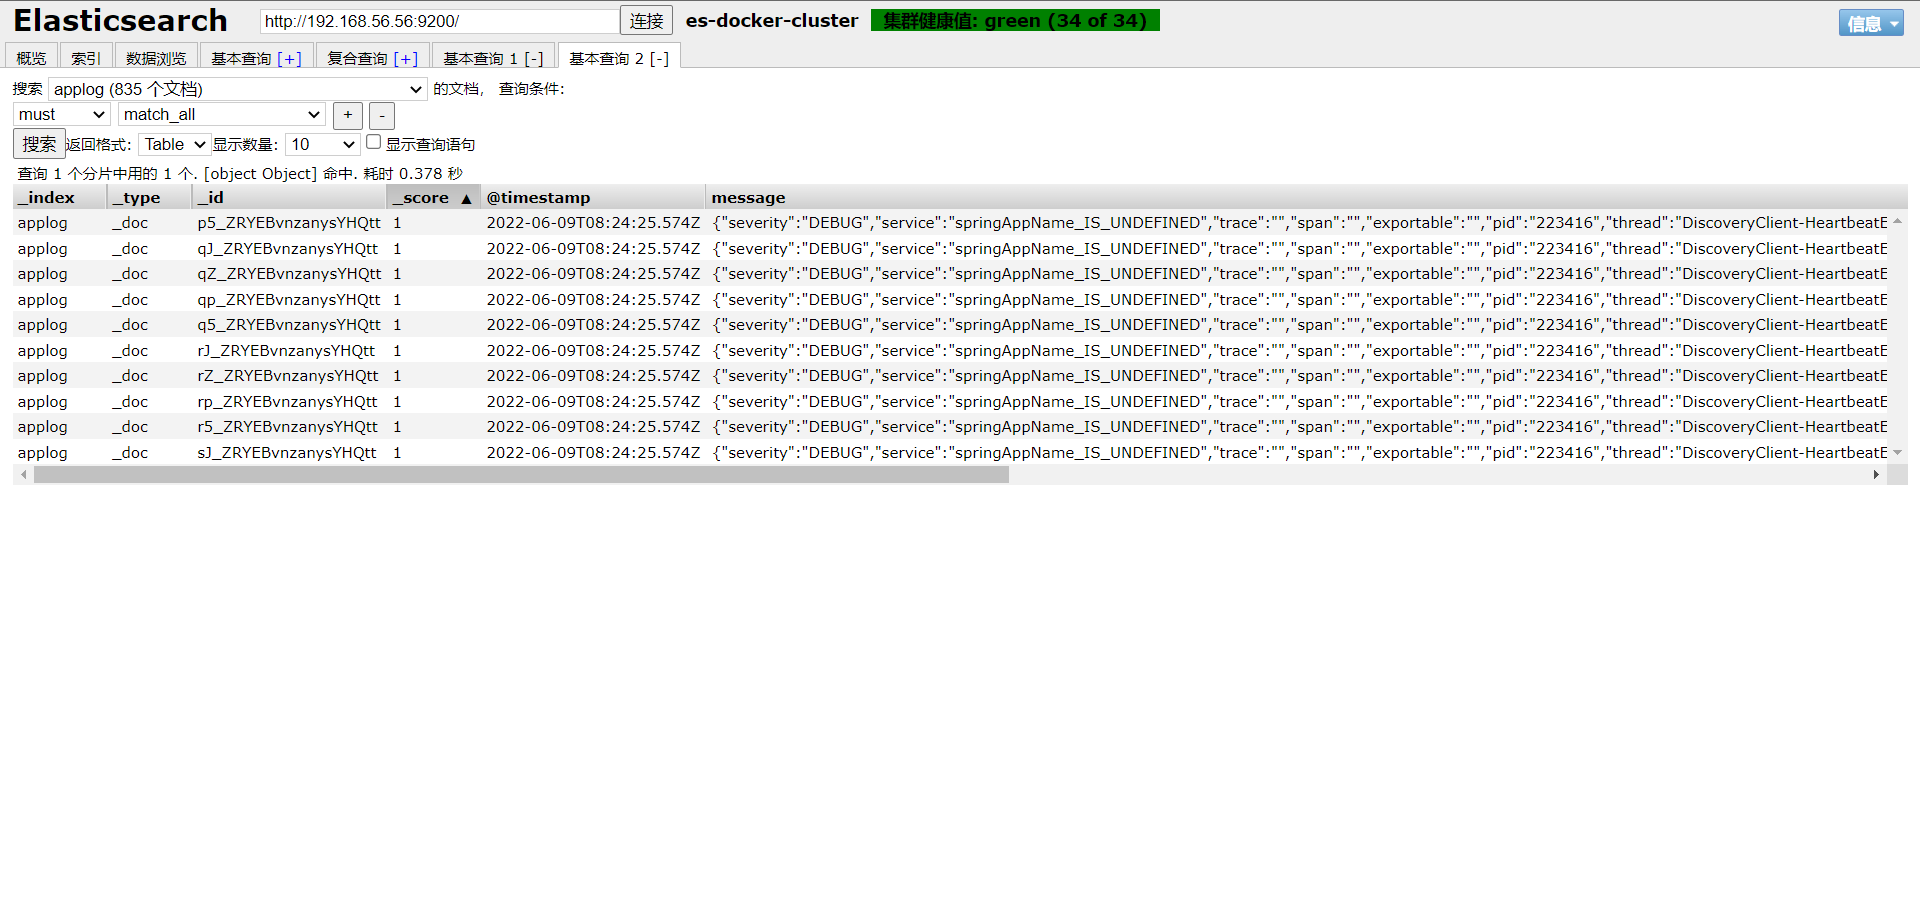 Elasticsearch http://192.168.56.56:9200/ 连接 es-docker-cluster 集群健康值: green (34 of 34) 信息
概览 索引 数据浏览 基本查询 [+] 复合查询 [+] 基本查询 1 [-] 基本查询 2 [-]
搜索 applog (835 个文档) 的文档， 查询条件:
must match_all + -
搜索 返回格式: Table 显示数量: 10 显示查询语句
查询 1 个分片中用的 1 个. [object Object] 命中. 耗时 0.378 秒
_index _type _id _score ▲ @timestamp message
applog _doc p5_ZRYEBvnzanysYHQtt 1 2022-06-09T08:24:25.574Z {"severity":"DEBUG","service":"springAppName_IS_UNDEFINED","trace":"","span":"","exportable":"","pid":"223416","thread":"DiscoveryClient-HeartbeatE
applog _doc qJ_ZRYEBvnzanysYHQtt 1 2022-06-09T08:24:25.574Z {"severity":"DEBUG","service":"springAppName_IS_UNDEFINED","trace":"","span":"","exportable":"","pid":"223416","thread":"DiscoveryClient-HeartbeatE
applog _doc qZ_ZRYEBvnzanysYHQtt 1 2022-06-09T08:24:25.574Z {"severity":"DEBUG","service":"springAppName_IS_UNDEFINED","trace":"","span":"","exportable":"","pid":"223416","thread":"DiscoveryClient-HeartbeatE
applog _doc qp_ZRYEBvnzanysYHQtt 1 2022-06-09T08:24:25.574Z {"severity":"DEBUG","service":"springAppName_IS_UNDEFINED","trace":"","span":"","exportable":"","pid":"223416","thread":"DiscoveryClient-HeartbeatE
applog _doc q5_ZRYEBvnzanysYHQtt 1 2022-06-09T08:24:25.574Z {"severity":"DEBUG","service":"springAppName_IS_UNDEFINED","trace":"","span":"","exportable":"","pid":"223416","thread":"DiscoveryClient-HeartbeatE
applog _doc rJ_ZRYEBvnzanysYHQtt 1 2022-06-09T08:24:25.574Z {"severity":"DEBUG","service":"springAppName_IS_UNDEFINED","trace":"","span":"","exportable":"","pid":"223416","thread":"DiscoveryClient-HeartbeatE
applog _doc rZ_ZRYEBvnzanysYHQtt 1 2022-06-09T08:24:25.574Z {"severity":"DEBUG","service":"springAppName_IS_UNDEFINED","trace":"","span":"","exportable":"","pid":"223416","thread":"DiscoveryClient-HeartbeatE
applog _doc rp_ZRYEBvnzanysYHQtt 1 2022-06-09T08:24:25.574Z {"severity":"DEBUG","service":"springAppName_IS_UNDEFINED","trace":"","span":"","exportable":"","pid":"223416","thread":"DiscoveryClient-HeartbeatE
applog _doc r5_ZRYEBvnzanysYHQtt 1 2022-06-09T08:24:25.574Z {"severity":"DEBUG","service":"springAppName_IS_UNDEFINED","trace":"","span":"","exportable":"","pid":"223416","thread":"DiscoveryClient-HeartbeatE
applog _doc sJ_ZRYEBvnzanysYHQtt 1 2022-06-09T08:24:25.574Z {"severity":"DEBUG","service":"springAppName_IS_UNDEFINED","trace":"","span":"","exportable":"","pid":"223416","thread":"DiscoveryClient-HeartbeatE